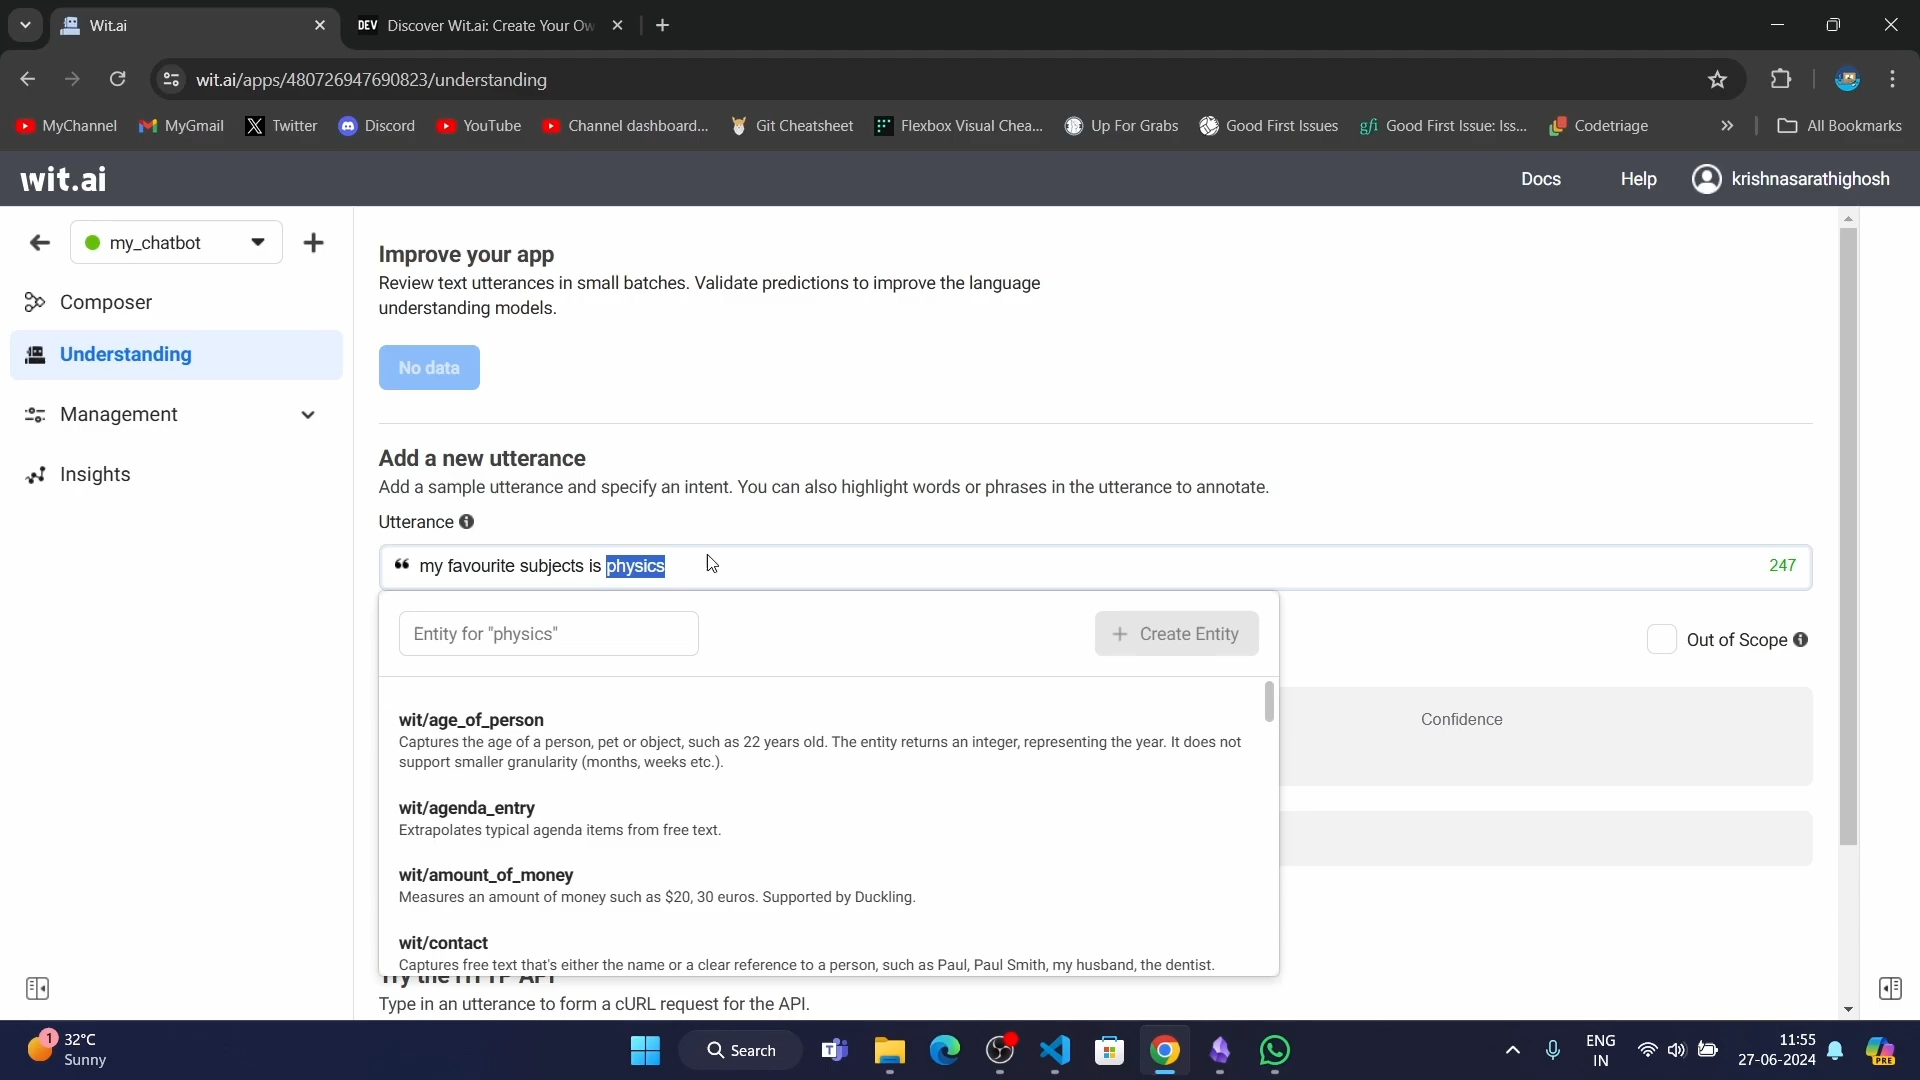 Wit.ai
DEV Discover Wit.ai: Create Your Ow
wit.ai/apps/480726947690823/understanding
MyChannel MyGmail Twitter Discord YouTube Channel dashboard... Git Cheatsheet Flexbox Visual Chea... Up For Grabs Good First Issues gfi Good First Issue: Iss... Codetriage » All Bookmarks
wit.ai Docs Help krishnasarathighosh
my_chatbot
Composer
Understanding
Management
Insights
Improve your app
Review text utterances in small batches. Validate predictions to improve the language
understanding models.
No data
Add a new utterance
Add a sample utterance and specify an intent. You can also highlight words or phrases in the utterance to annotate.
Utterance
❝ my favourite subjects is physics 247
Entity for "physics" + Create Entity
Out of Scope
Confidence
wit/age_of_person
Captures the age of a person, pet or object, such as 22 years old. The entity returns an integer, representing the year. It does not
support smaller granularity (months, weeks etc.).
wit/agenda_entry
Extrapolates typical agenda items from free text.
wit/amount_of_money
Measures an amount of money such as $20, 30 euros. Supported by Duckling.
wit/contact
Captures free text that's either the name or a clear reference to a person, such as Paul, Paul Smith, my husband, the dentist.
Try the HTTP API
Type in an utterance to form a cURL request for the API.
1 32°C
Sunny
Search
ENG
IN
11:55
27-06-2024
PRE